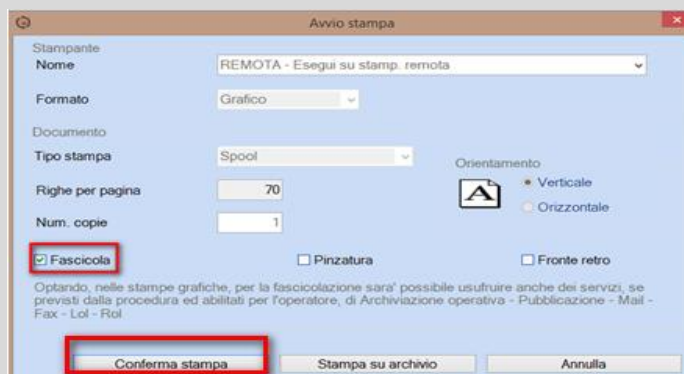 Avvio stampa
Stampante
Nome REMOTA - Esegui su stamp. remota
Formato Grafico
Documento
Tipo stampa Spool
Orientamento
Righe per pagina 70 A Verticale
Orizzontale
Num. copie 1
Fascicola Pinzatura Fronte retro
Optando, nelle stampe grafiche, per la fascicolazione sara' possibile usufruire anche dei servizi, se
previsti dalla procedura ed abilitati per l'operatore, di Archiviazione operativa - Pubblicazione - Mail -
Fax - Lol - Rol
Conferma stampa Stampa su archivio Annulla